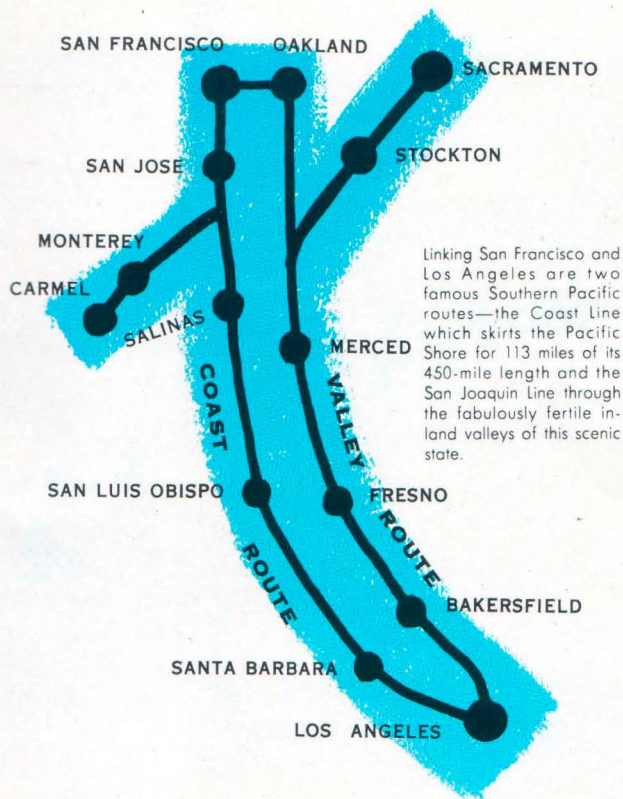 SAN FRANCISCO
OAKLAND
SACRAMENTO
SAN JOSE
STOCKTON
MONTEREY
CARMEL
SALINAS
MERCED
Linking San Francisco and
Los Angeles are two
famous Southern Pacific
routes—the Coast Line
which skirts the Pacific
Shore for 113 miles of its
450-mile length and the
San Joaquin Line through
the fabulously fertile in-
land valleys of this scenic
state.
COAST
ROUTE
VALLEY
ROUTE
SAN LUIS OBISPO
FRESNO
BAKERSFIELD
SANTA BARBARA
LOS ANGELES